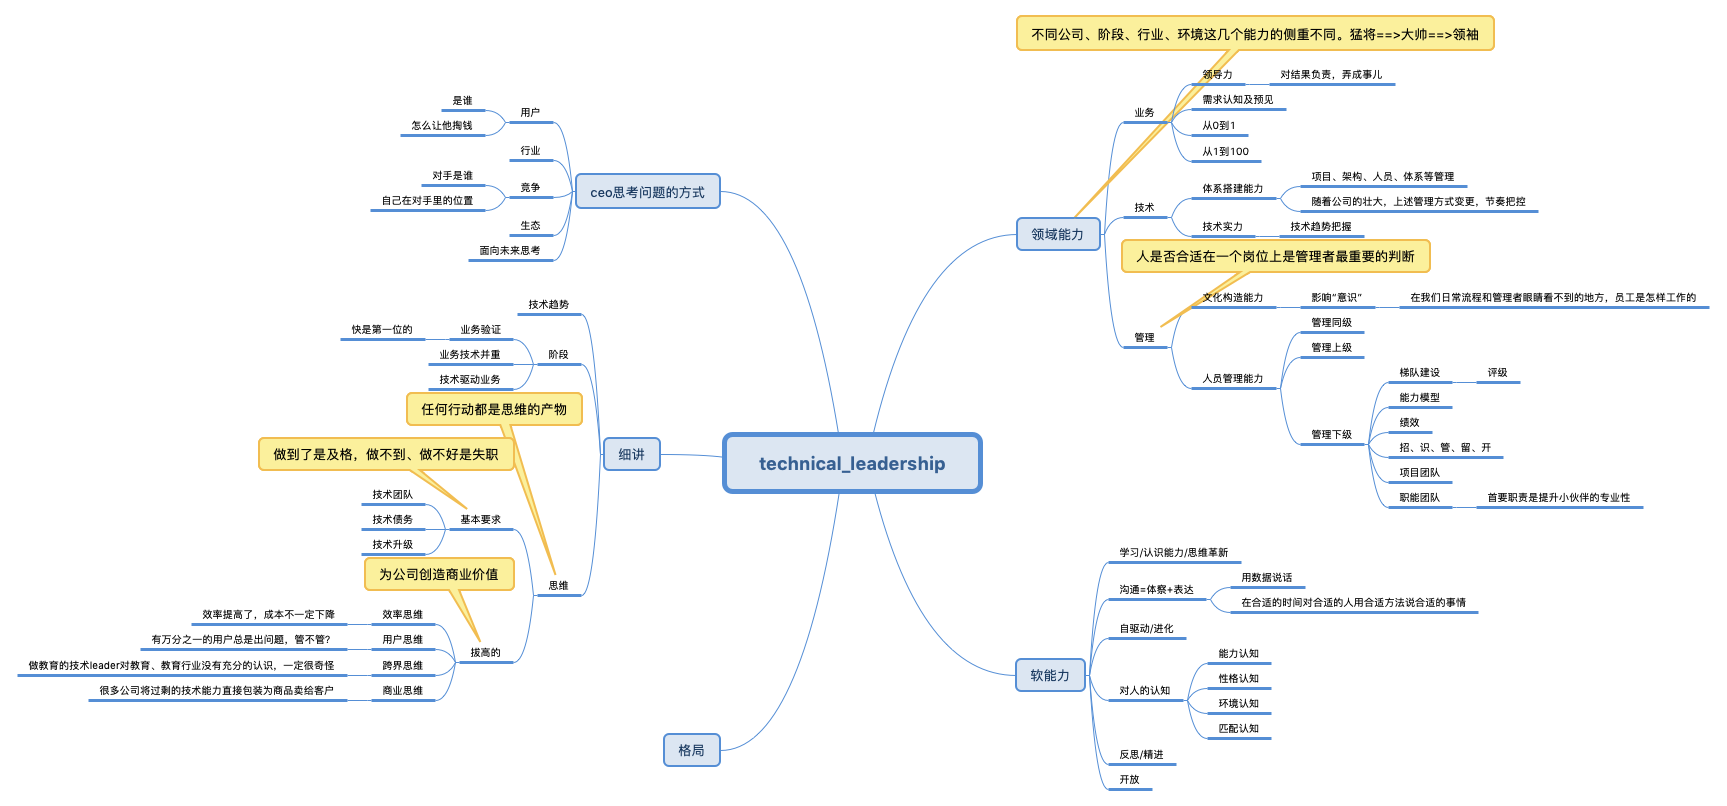 technical_leadership
不同公司、阶段、行业、环境这几个能力的侧重不同。猛将==>大帅==>领袖
领域能力
业务
领导力
对结果负责，弄成事儿
需求认知及预见
从0到1
从1到100
技术
体系搭建能力
项目、架构、人员、体系等管理
随着公司的壮大，上述管理方式变更，节奏把控
技术实力
技术趋势把握
人是否合适在一个岗位上是管理者最重要的判断
管理
文化构造能力
影响“意识”
在我们日常流程和管理者眼睛看不到的地方，员工是怎样工作的
人员管理能力
管理同级
管理上级
管理下级
梯队建设
评级
能力模型
绩效
招、识、管、留、开
项目团队
职能团队
首要职责是提升小伙伴的专业性
软能力
学习/认识能力/思维革新
沟通=体察+表达
用数据说话
在合适的时间对合适的人用合适方法说合适的事情
自驱动/进化
对人的认知
能力认知
性格认知
环境认知
匹配认知
反思/精进
开放
ceo思考问题的方式
用户
是谁
怎么让他掏钱
行业
竞争
对手是谁
自己在对手里的位置
生态
面向未来思考
细讲
技术趋势
阶段
业务验证
快是第一位的
业务技术并重
技术驱动业务
任何行动都是思维的产物
思维
做到了是及格，做不到、做不好是失职
基本要求
技术团队
技术债务
技术升级
为公司创造商业价值
拔高的
效率思维
效率提高了，成本不一定下降
用户思维
有万分之一的用户总是出问题，管不管？
跨界思维
做教育的技术leader对教育、教育行业没有充分的认识，一定很奇怪
商业思维
很多公司将过剩的技术能力直接包装为商品卖给客户
格局